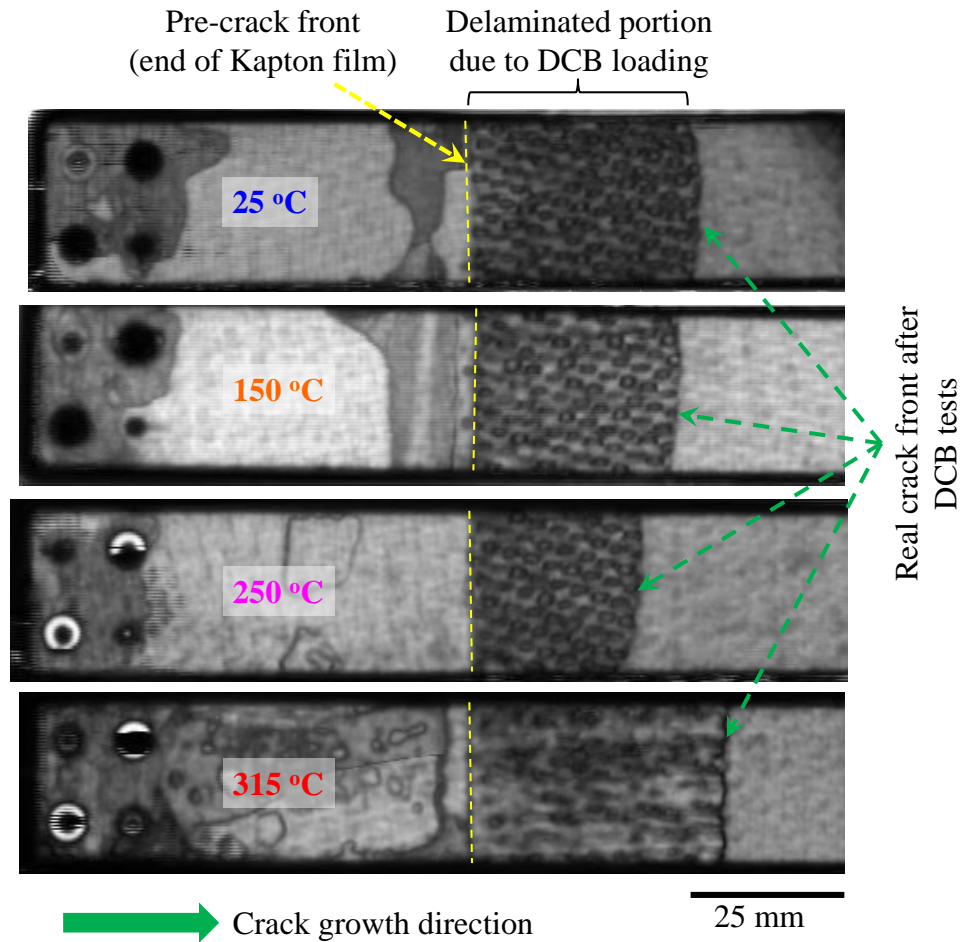 Pre-crack front
(end of Kapton film)
Delaminated portion
due to DCB loading
25 °C
150 °C
250 °C
315 °C
Real crack front after
DCB tests
25 mm
Crack growth direction